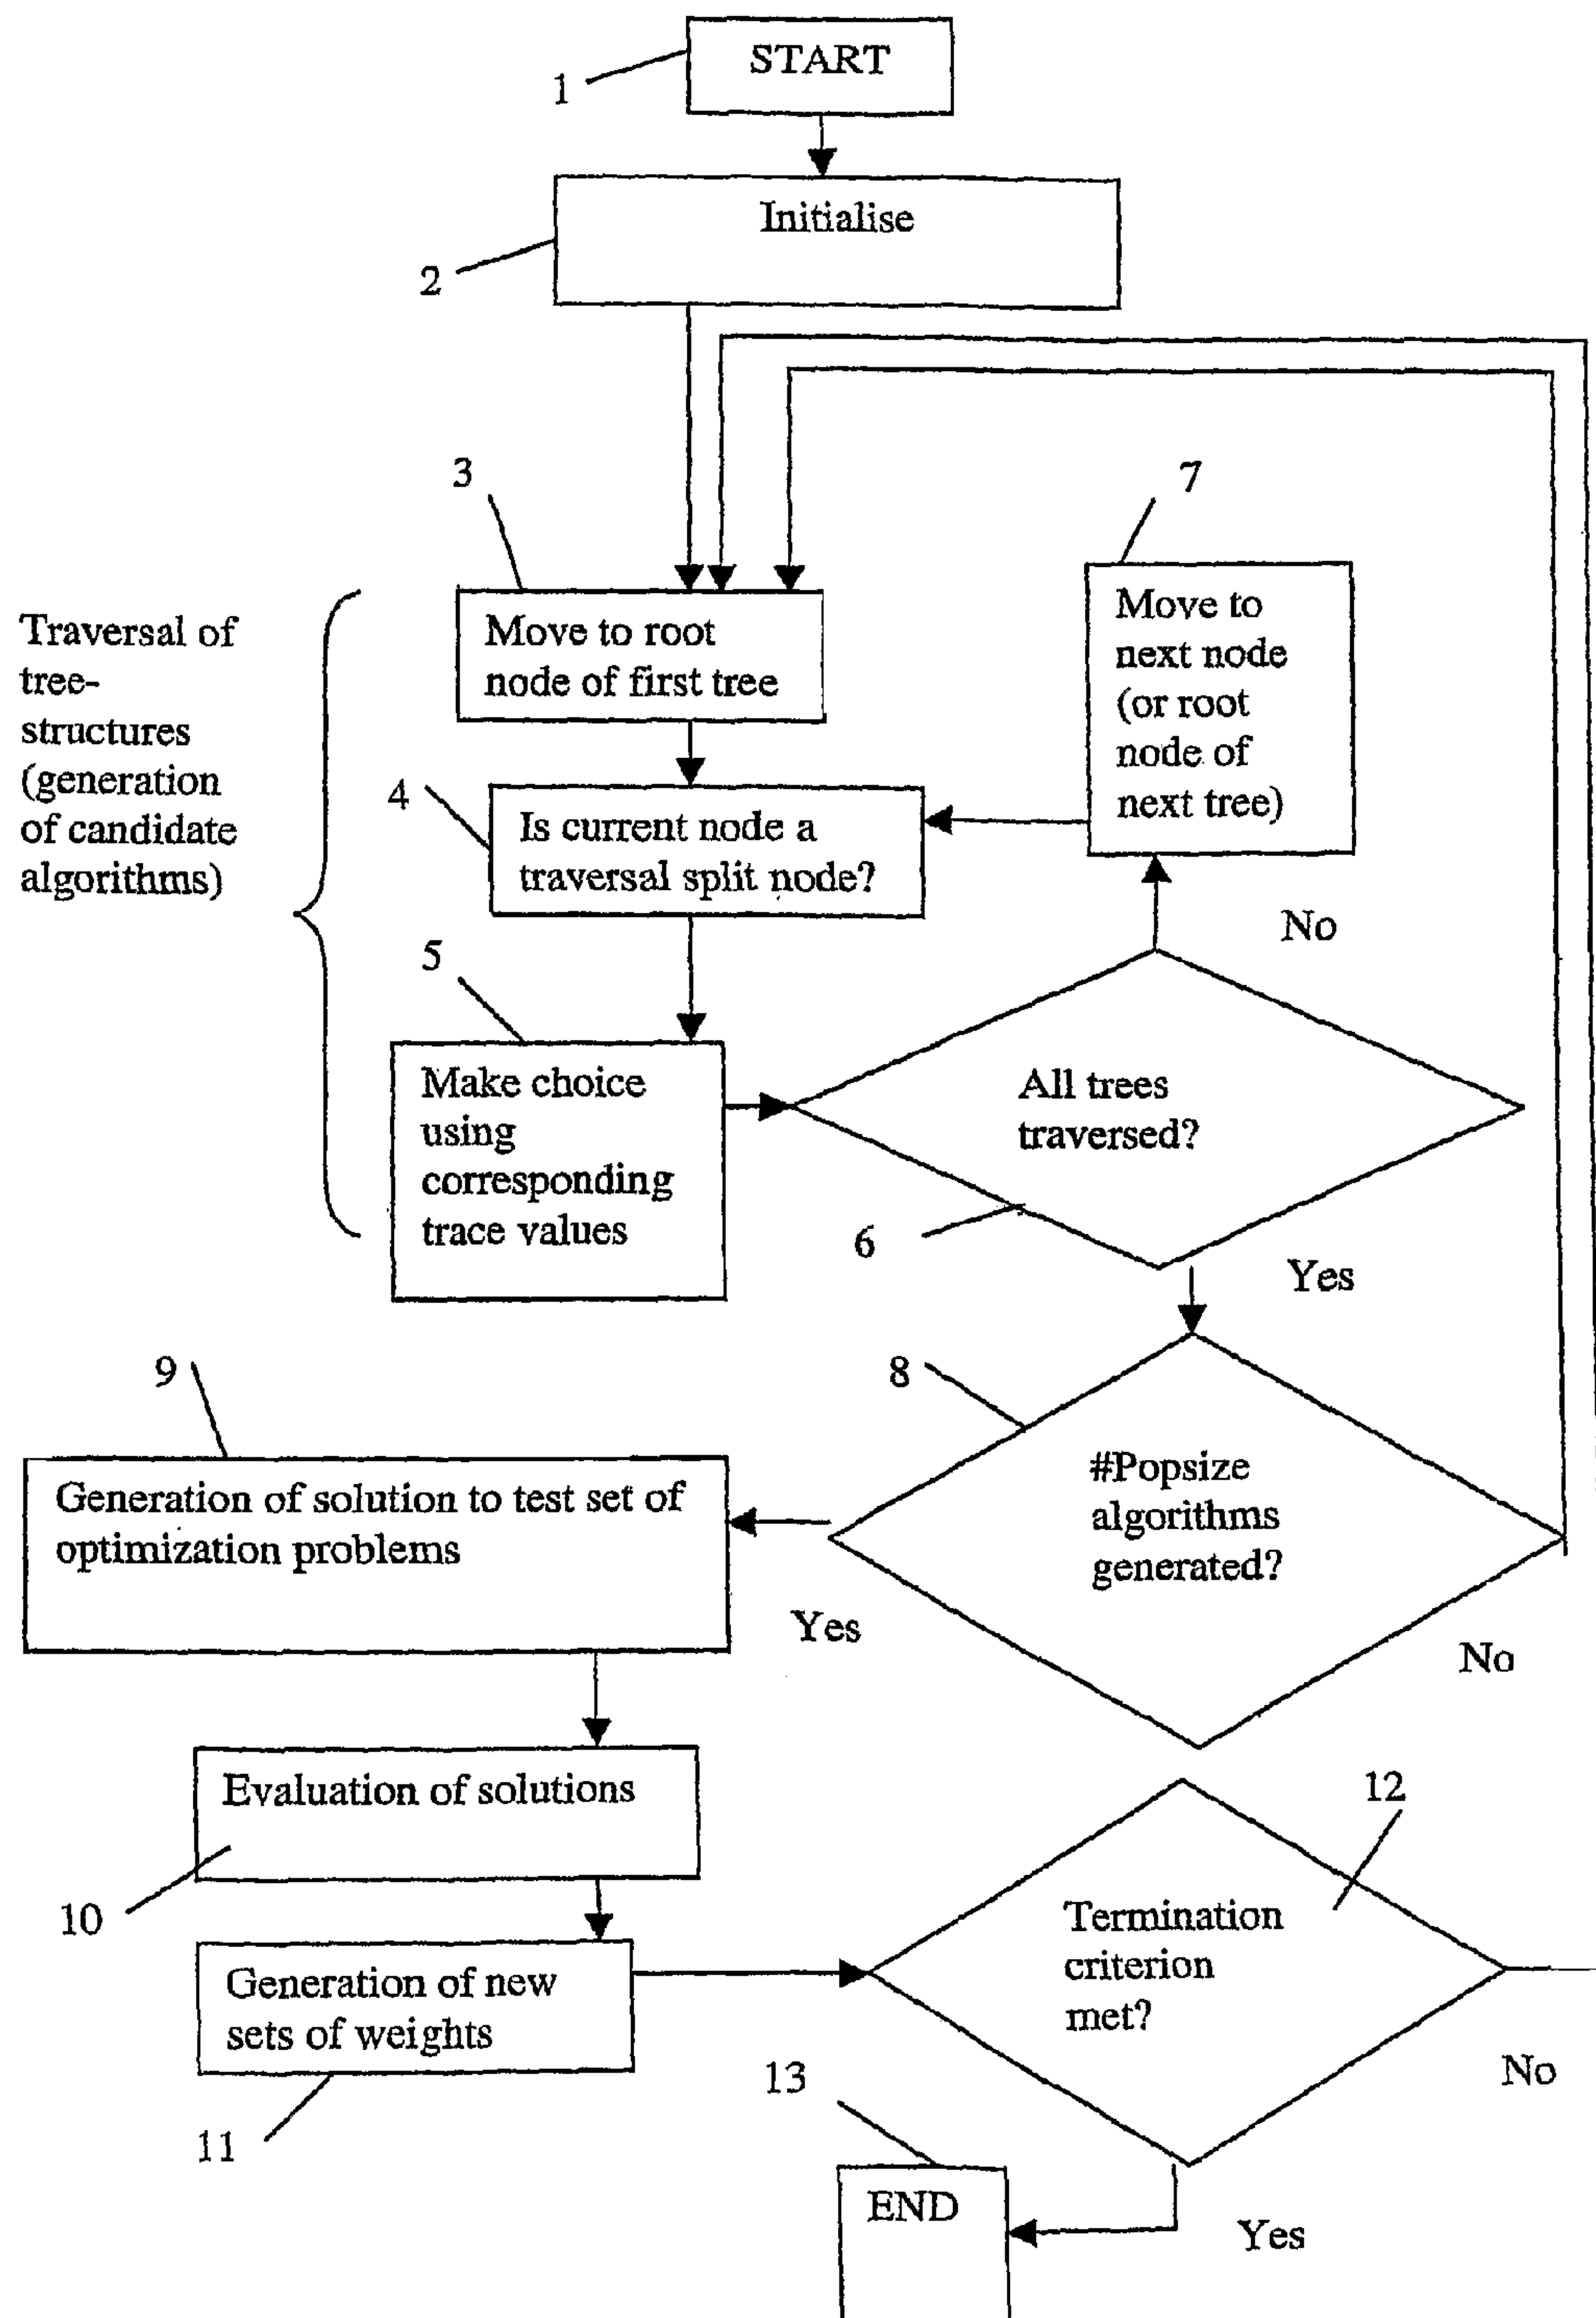 START
1
Initialise
2
3
7
Traversal of
tree-
structures
(generation
of candidate
algorithms)
Move to root
node of first tree
Move to
next node
(or root
node of
next tree)
4
Is current node a
traversal split node?
No
5
Make choice
using
corresponding
trace values
All trees
traversed?
6
Yes
9
8
Generation of solution to test set of
optimization problems
#Popsize
algorithms
generated?
Yes
No
Evaluation of solutions
12
10
Termination
criterion
met?
Generation of new
sets of weights
13
No
11
END
Yes